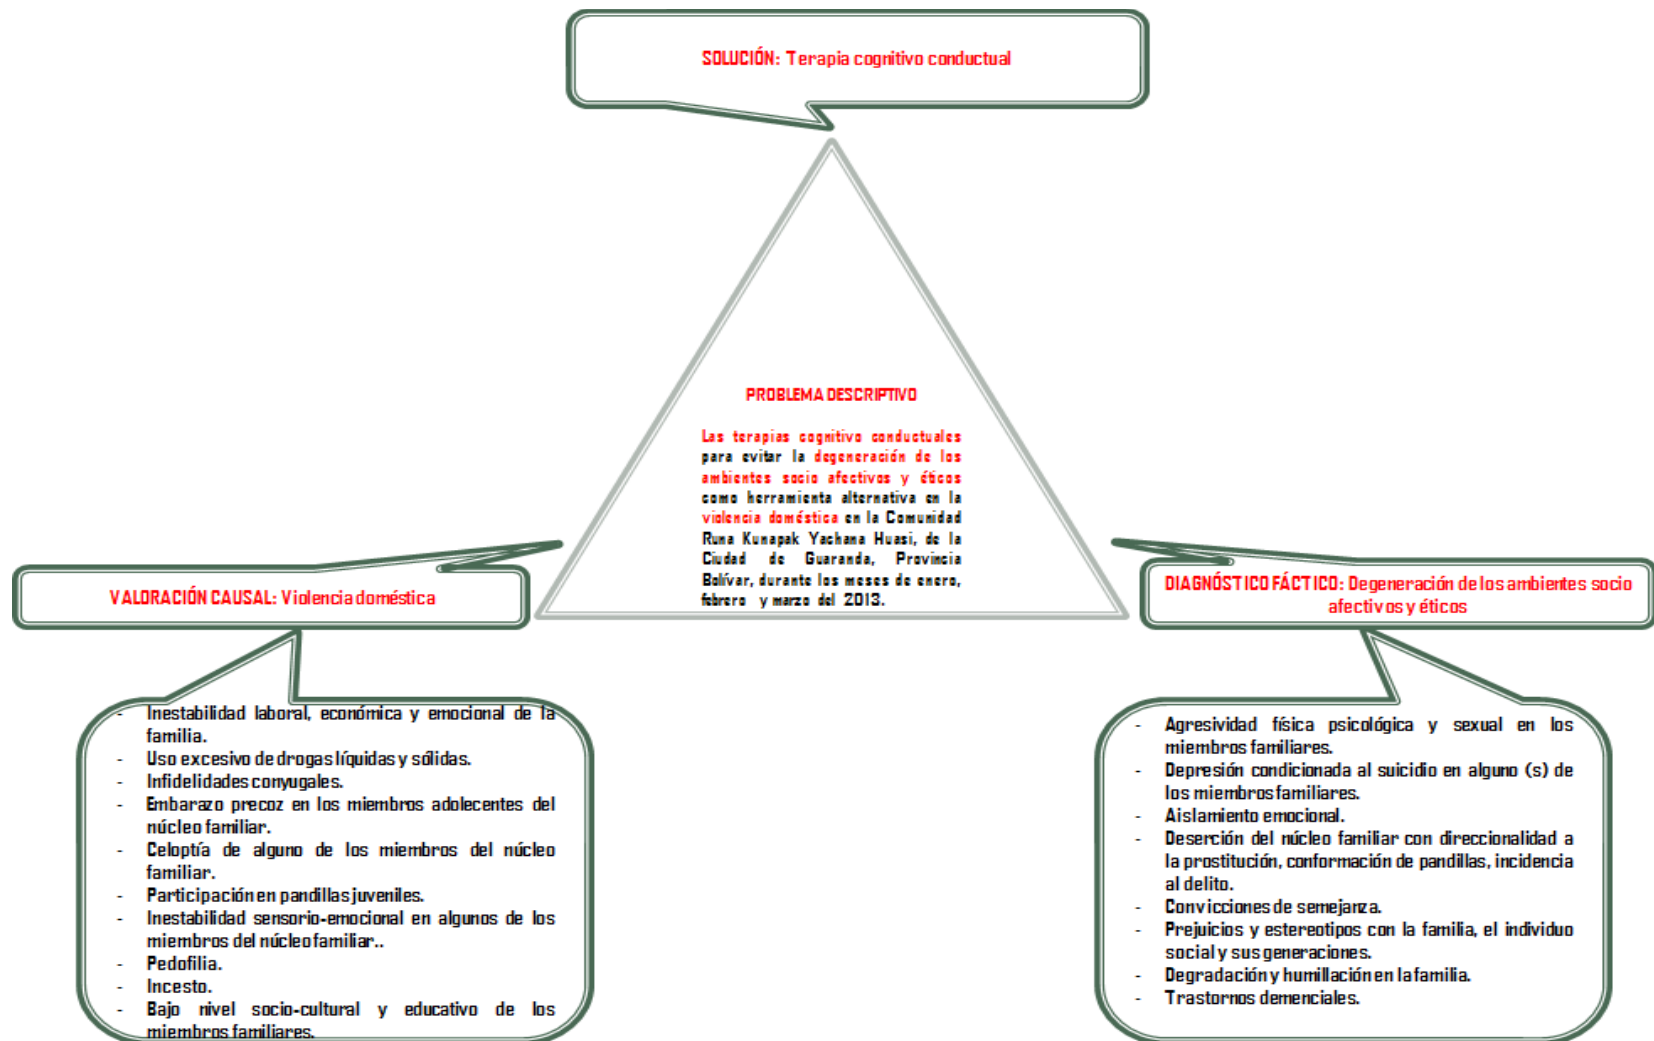 SOLUCIÓN: Terapia cognitivo conductual
PROBLEMA DESCRIPTIVO
Las terapias cognitivo conductuales
para evitar la degeneración de los
ambientes socio afectivos y éticos
como herramienta alternativa en la
violencia doméstica en la Comunidad
Runa Kunapak Yachana Huasi, de la
Ciudad de Guaranda, Provincia
Bolívar, durante los meses de enero,
febrero y marzo del 2013.
VALORACIÓN CAUSAL: Violencia doméstica
- Inestabilidad laboral, económica y emocional de la
familia.
- Uso excesivo de drogas líquidas y sólidas.
- Infidelidades conyugales.
- Embarazo precoz en los miembros adolecentes del
núcleo familiar.
- Celoptía de alguno de los miembros del núcleo
familiar.
- Participación en pandillas juveniles.
- Inestabilidad sensorio-emocional en algunos de los
miembros del núcleo familiar..
- Pedofilia.
- Incesto.
- Bajo nivel socio-cultural y educativo de los
miembros familiares.
DIAGNÓSTICO FÁCTICO: Degeneración de los ambientes socio
afectivos y éticos
- Agresividad física psicológica y sexual en los
miembros familiares.
- Depresión condicionada al suicidio en alguno (s) de
los miembros familiares.
- Aislamiento emocional.
- Deserción del núcleo familiar con direccionalidad a
la prostitución, conformación de pandillas, incidencia
al delito.
- Convicciones de semejanza.
- Prejuicios y estereotipos con la familia, el individuo
social y sus generaciones.
- Degradación y humillación en la familia.
- Trastornos demenciales.